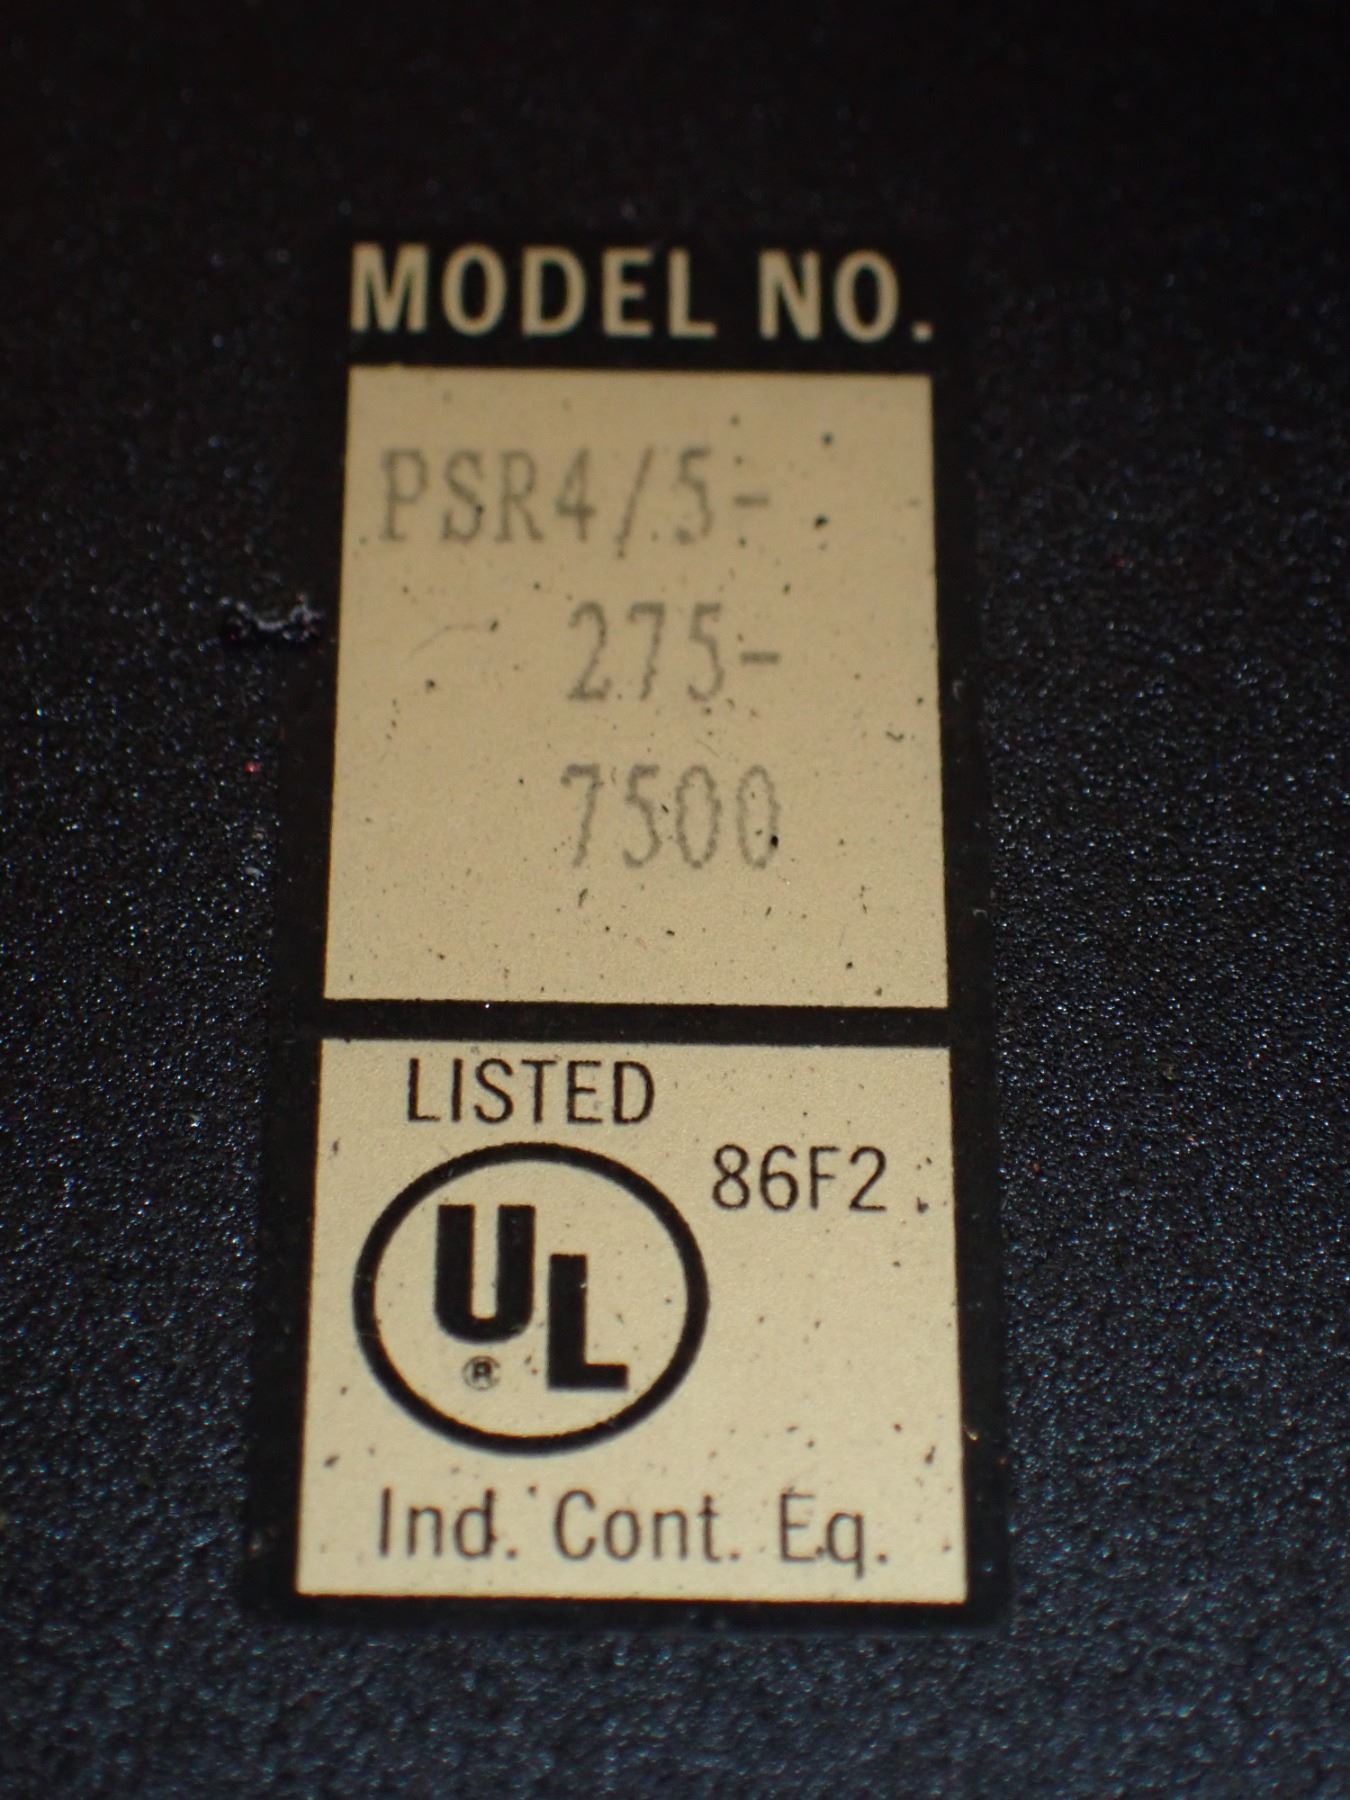 MODEL NO.
PSR4/5-
275-
7500
LISTED
86F2
UL
®
Ind. Cont. Eq.